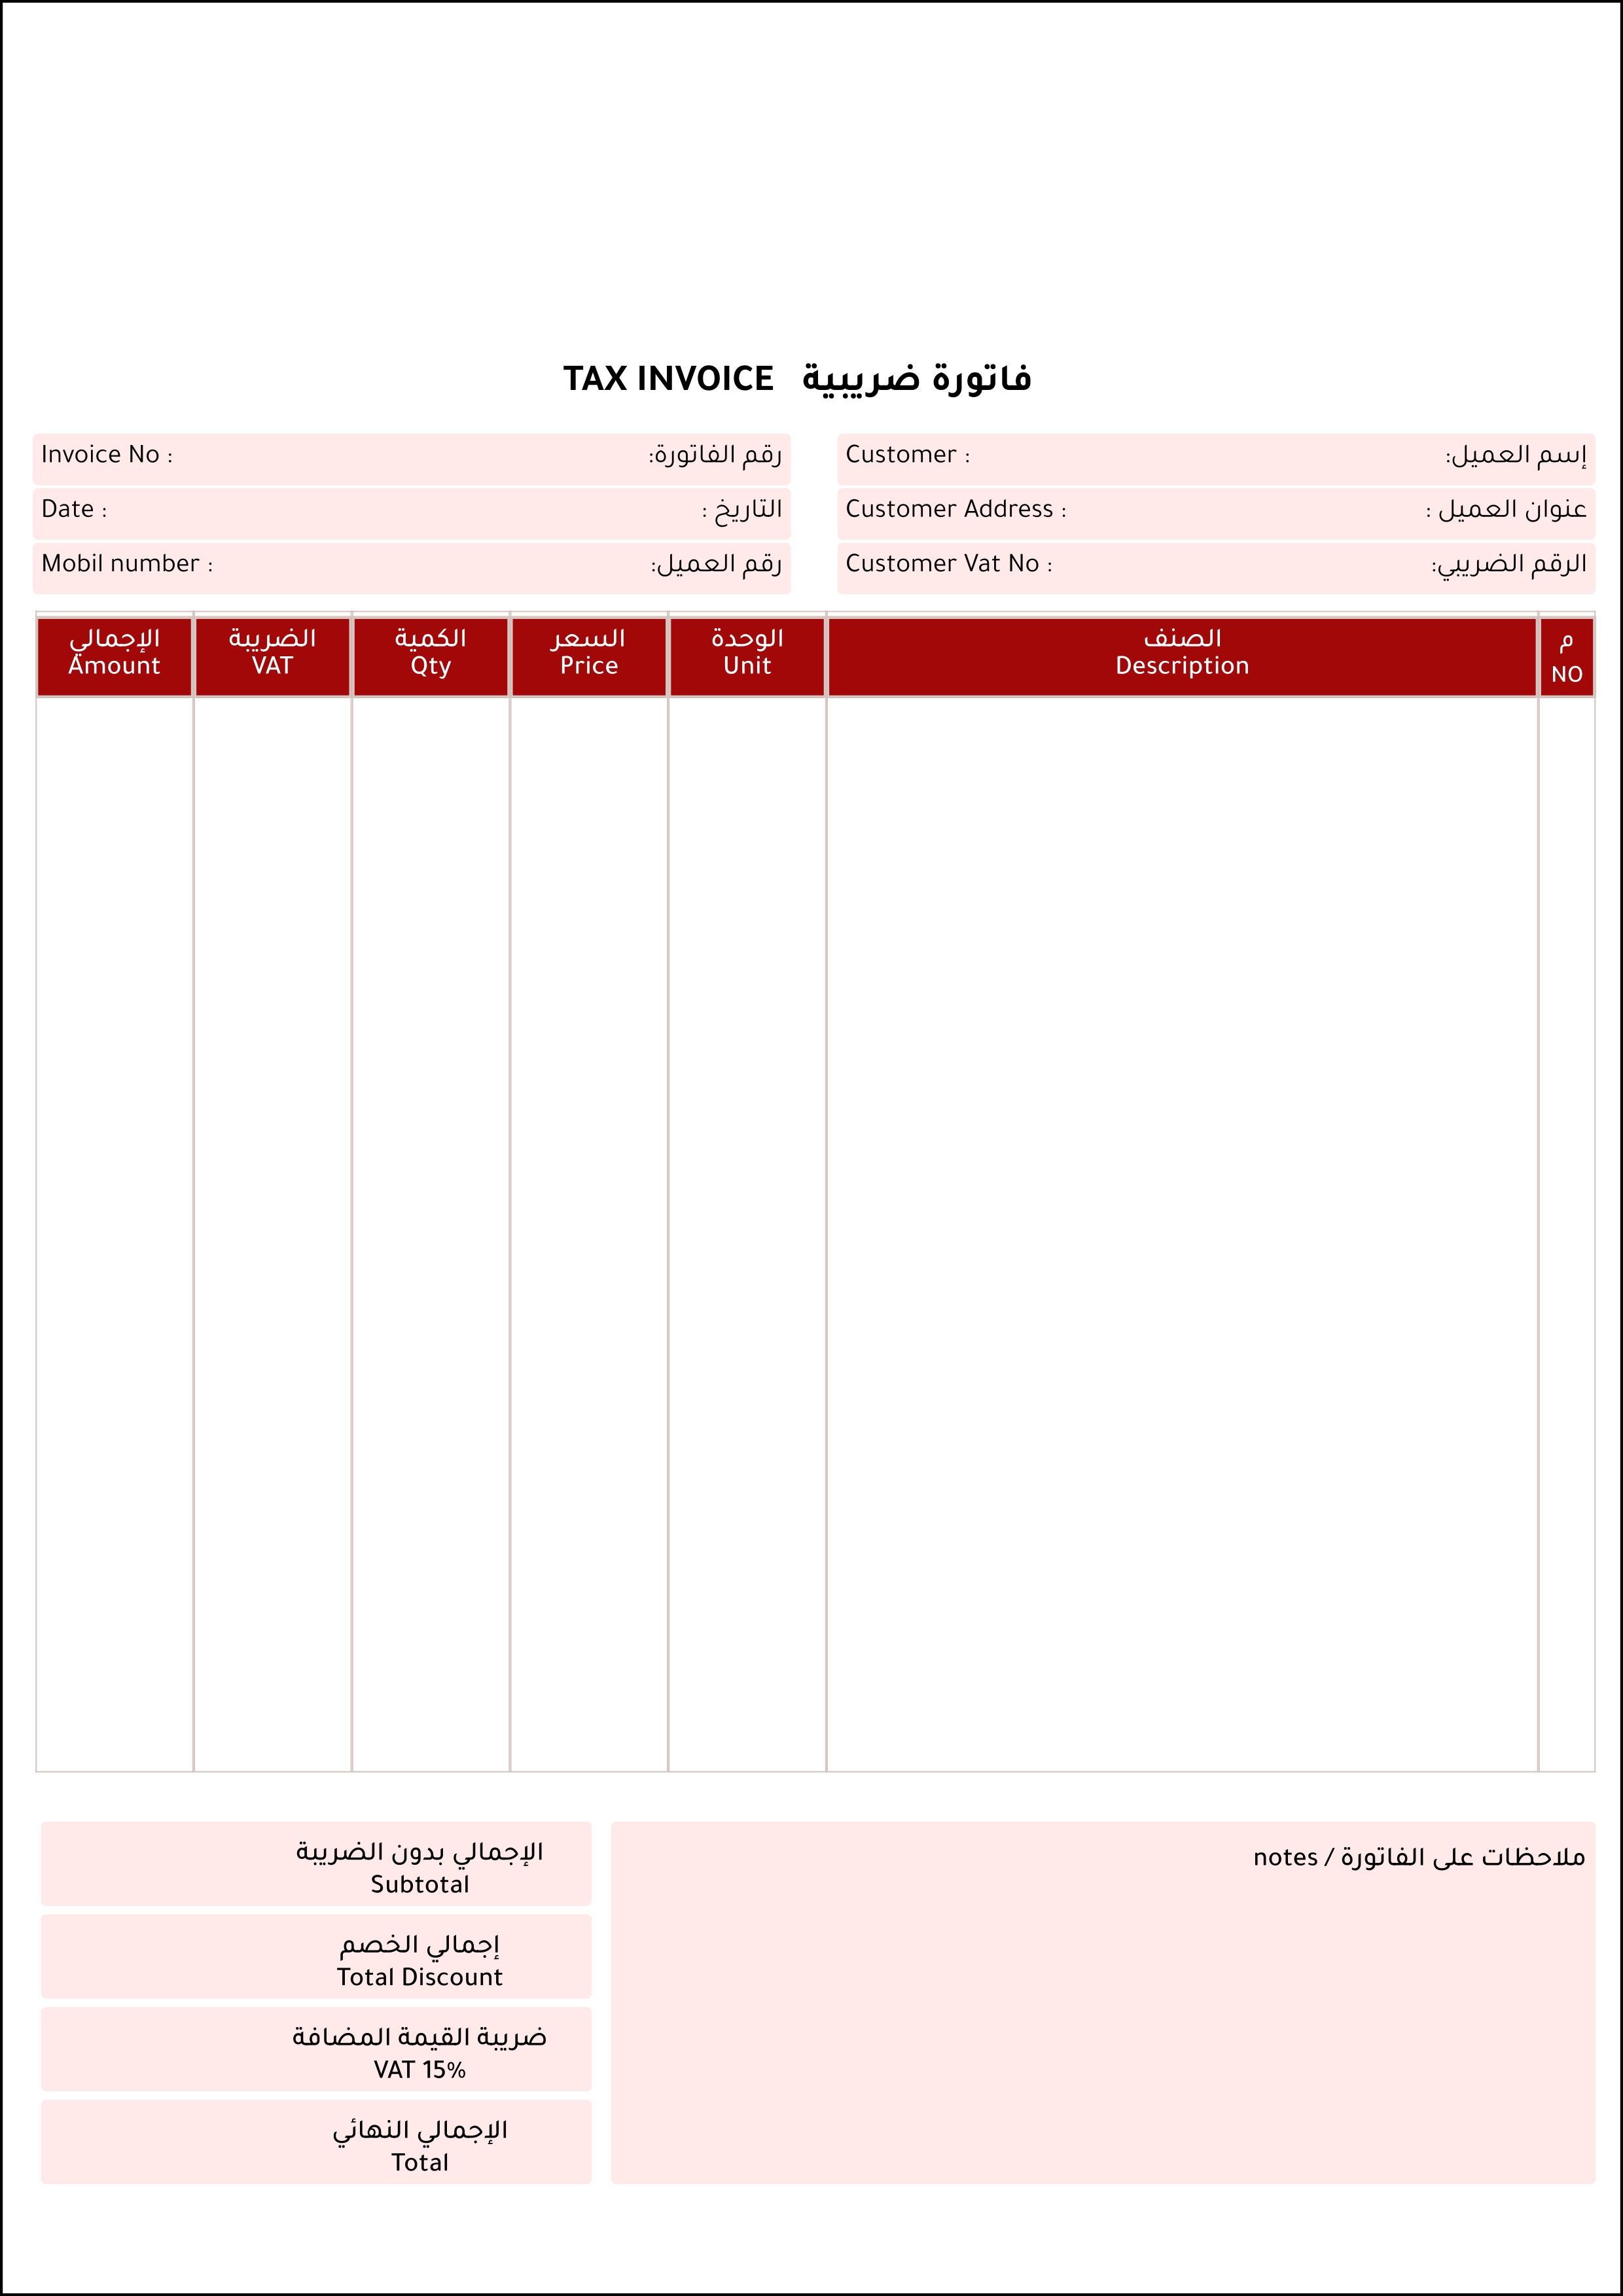 فاتورة ضريبية TAX INVOICE
إسم العميل: Customer :
عنوان العميل : Customer Address :
الرقم الضريبي: Customer Vat No :
رقم الفاتورة: Invoice No :
التاريخ : Date :
رقم العميل: Mobil number :
م الصنف الوحدة السعر الكمية الضريبة الإجمالي
NO Description Unit Price Qty VAT Amount
ملاحظات على الفاتورة / notes
الإجمالي بدون الضريبة
Subtotal
إجمالي الخصم
Total Discount
ضريبة القيمة المضافة
VAT 15%
الإجمالي النهائي
Total